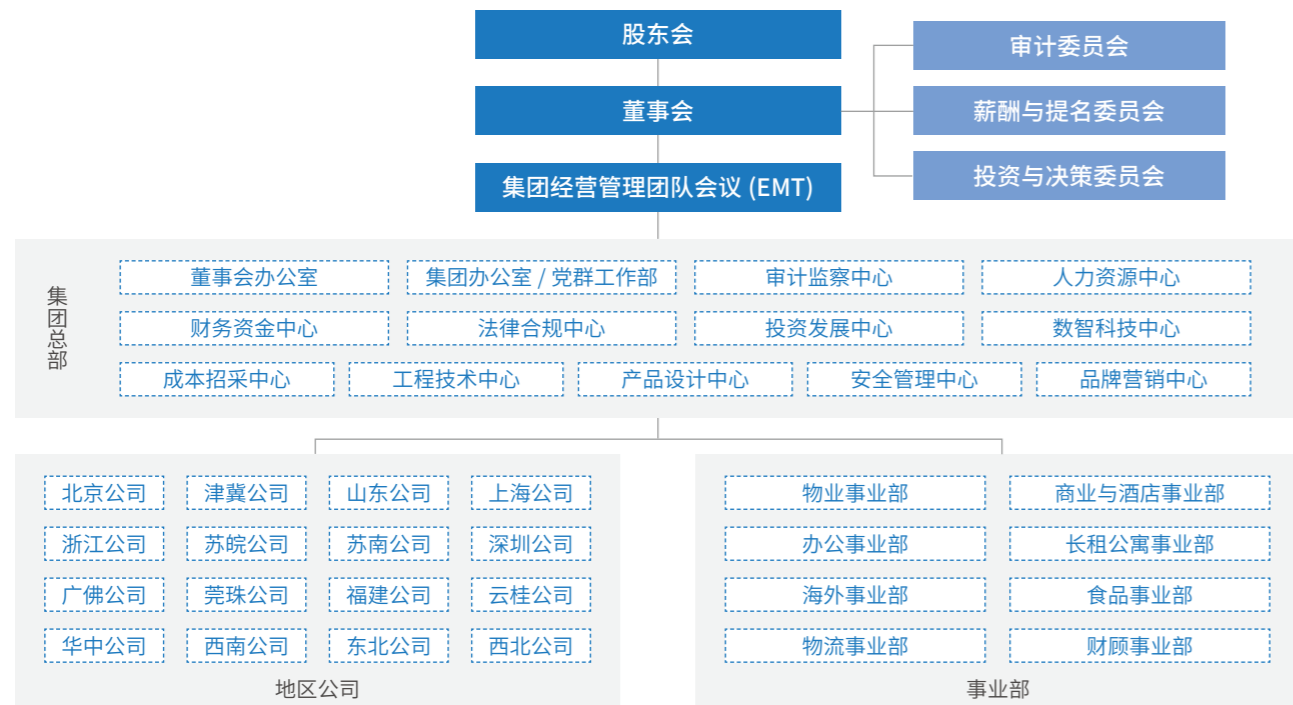 股东会
董事会
集团经营管理团队会议 (EMT)
审计委员会
薪酬与提名委员会
投资与决策委员会
集团总部
董事会办公室
集团办公室 / 党群工作部
审计监察中心
人力资源中心
财务资金中心
法律合规中心
投资发展中心
数智科技中心
成本招采中心
工程技术中心
产品设计中心
安全管理中心
品牌营销中心
北京公司
津冀公司
山东公司
上海公司
浙江公司
苏皖公司
苏南公司
深圳公司
广佛公司
莞珠公司
福建公司
云桂公司
华中公司
西南公司
东北公司
西北公司
地区公司
物业事业部
商业与酒店事业部
办公事业部
长租公寓事业部
海外事业部
食品事业部
物流事业部
财顾事业部
事业部